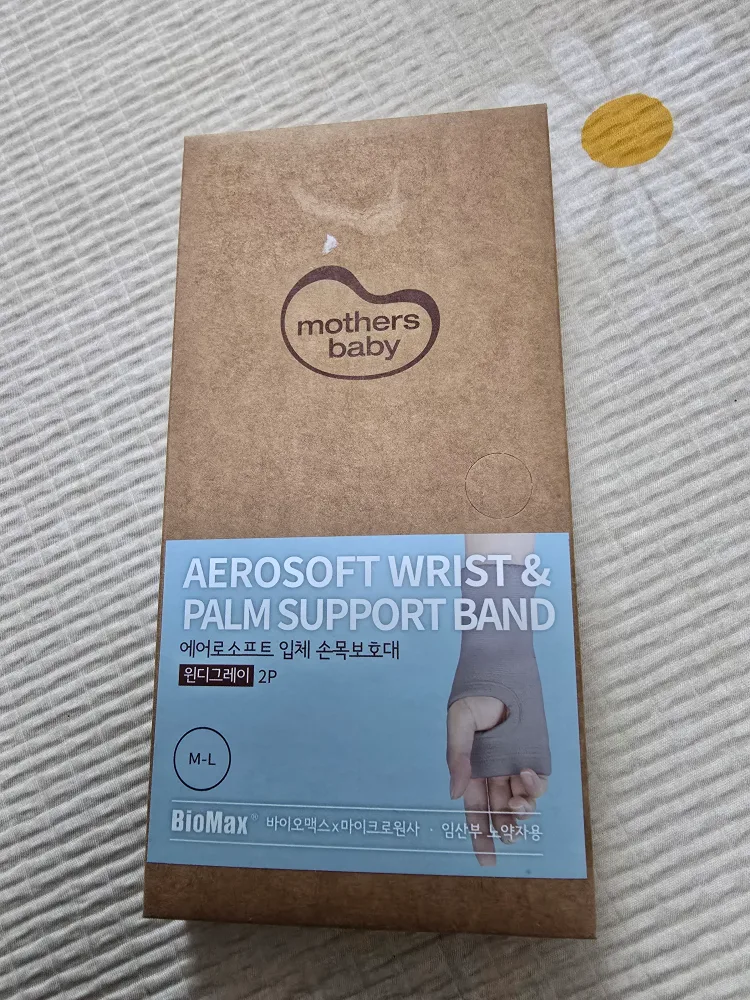 mothers
baby
AEROSOFT WRIST &
PALM SUPPORT BAND
에어로소프트 입체 손목보호대
윈디그레이 2P
M-L
BioMax® 바이오맥스x마이크로원사 · 임산부 노약자용